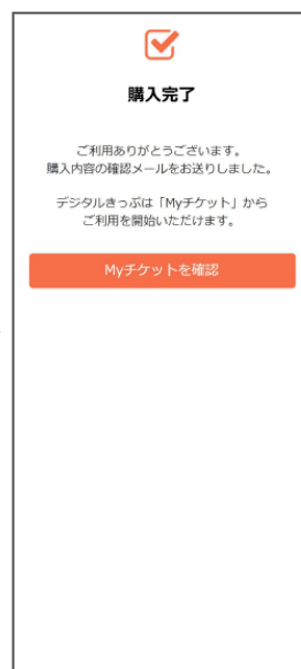 購入完了
ご利用ありがとうございます。
購入内容の確認メールをお送りしました。
デジタルきっぷは「Myチケット」から
ご利用を開始いただけます。
Myチケットを確認